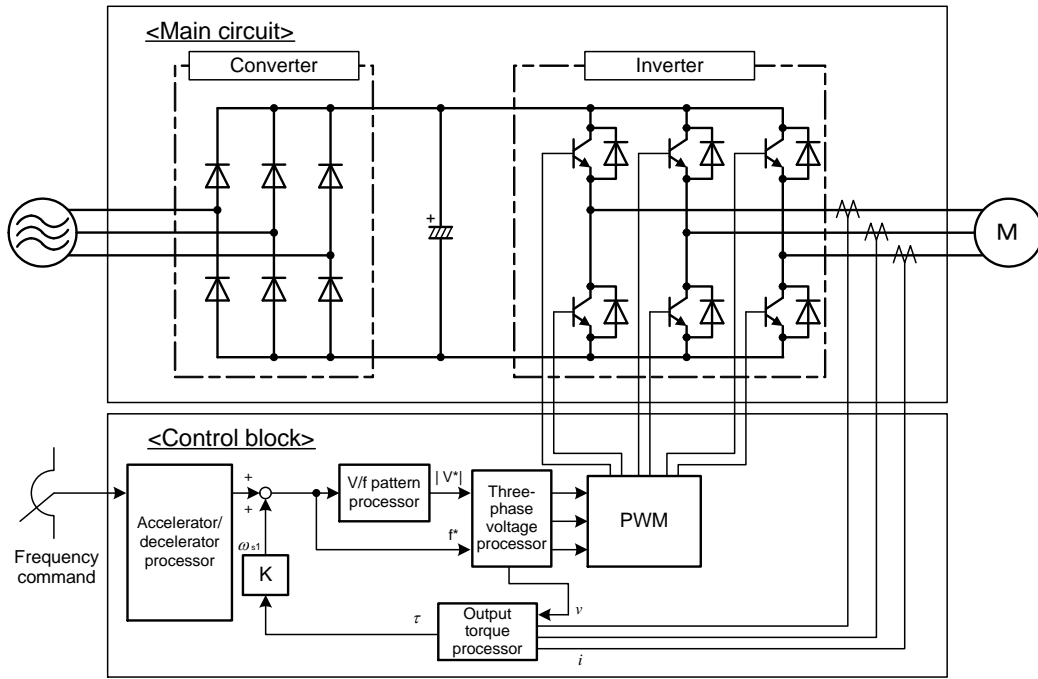 <Main circuit>
Converter
Inverter
+
M
<Control block>
Frequency
command
Accelerator/
decelerator
processor
+
+
ωs1
K
V/f pattern
processor
| V*|
f*
Three-
phase
voltage
processor
PWM
τ
Output
torque
processor
v
i